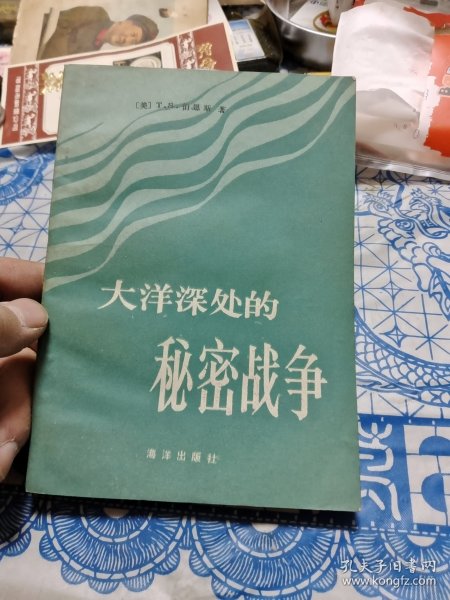 [美] T.S.伯恩斯 著
大洋深处的
秘密战争
海洋出版社
孔夫子旧书网
www.kongfz.com